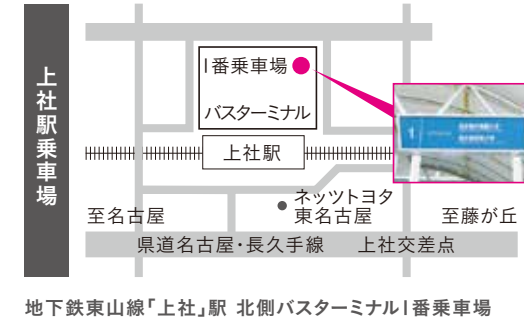 上社駅乗車場
1番乗車場
バスターミナル
1
上社駅
ネッツトヨタ
東名古屋
至名古屋
至藤が丘
県道名古屋・長久手線
上社交差点
地下鉄東山線「上社」駅 北側バスターミナル1番乗車場